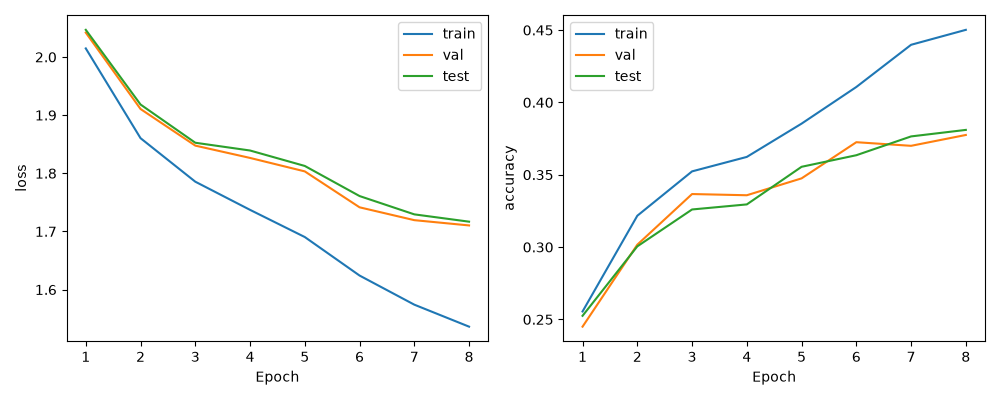 train
val
test
2.0
1.9
1.8
1.7
1.6
loss
1 2 3 4 5 6 7 8
Epoch
train
val
test
0.45
0.40
0.35
0.30
0.25
accuracy
1 2 3 4 5 6 7 8
Epoch